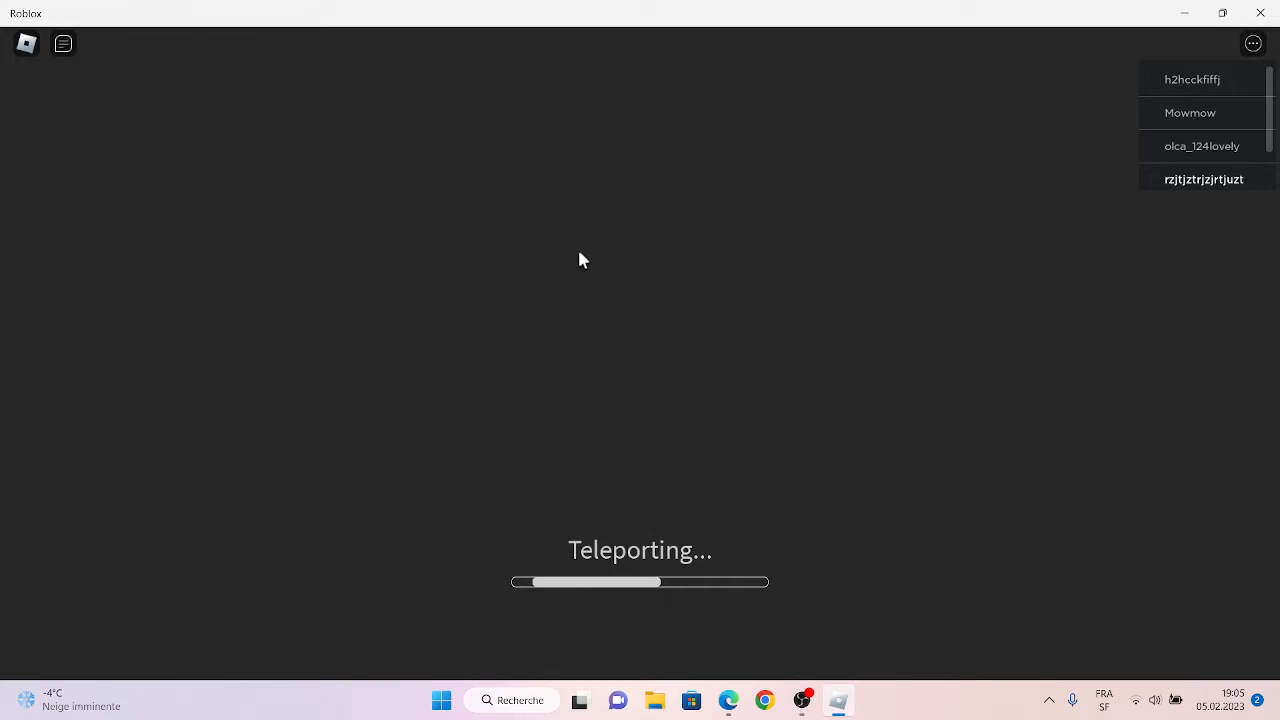 Roblox
h2hcckfiffj
Mowmow
olca_124lovely
rzjtjztrjzjrtjuzt
Teleporting...
-4°C
Neige imminente
Recherche
FRA
SF
19:05
05.02.2023
2